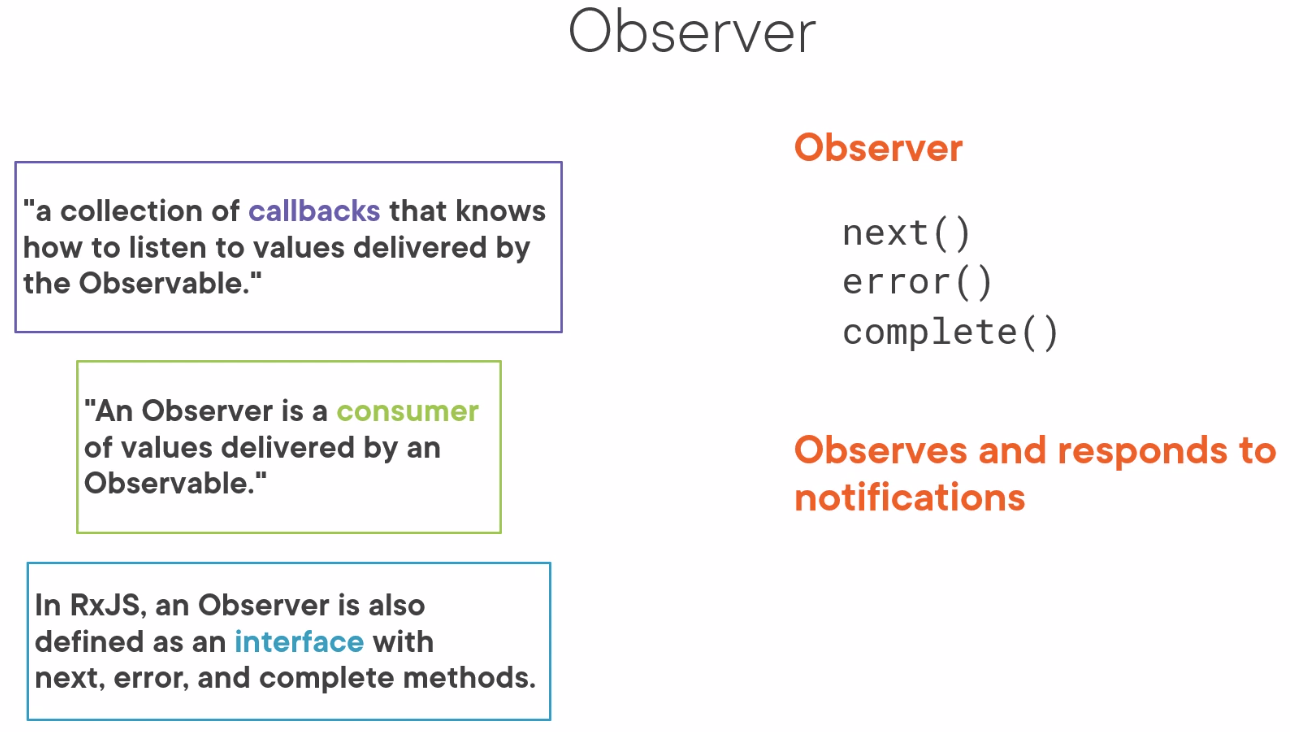 Observer
"a collection of callbacks that knows
how to listen to values delivered by
the Observable."
"An Observer is a consumer
of values delivered by an
Observable."
In RxJS, an Observer is also
defined as an interface with
next, error, and complete methods.
Observer
next()
error()
complete()
Observes and responds to
notifications